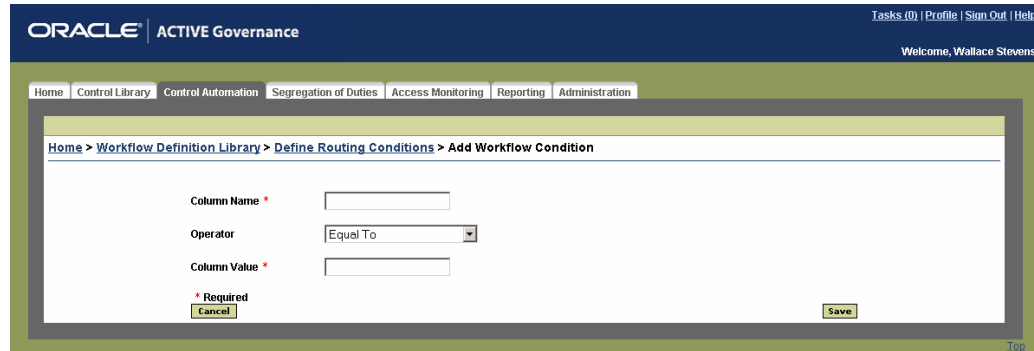 Tasks (0) | Profile | Sign Out | Help
ORACLE® | ACTIVE Governance
Welcome, Wallace Stevens
Home Control Library Control Automation Segregation of Duties Access Monitoring Reporting Administration
Home > Workflow Definition Library > Define Routing Conditions > Add Workflow Condition
Column Name *
Operator Equal To
Column Value *
* Required
Cancel Save
Top